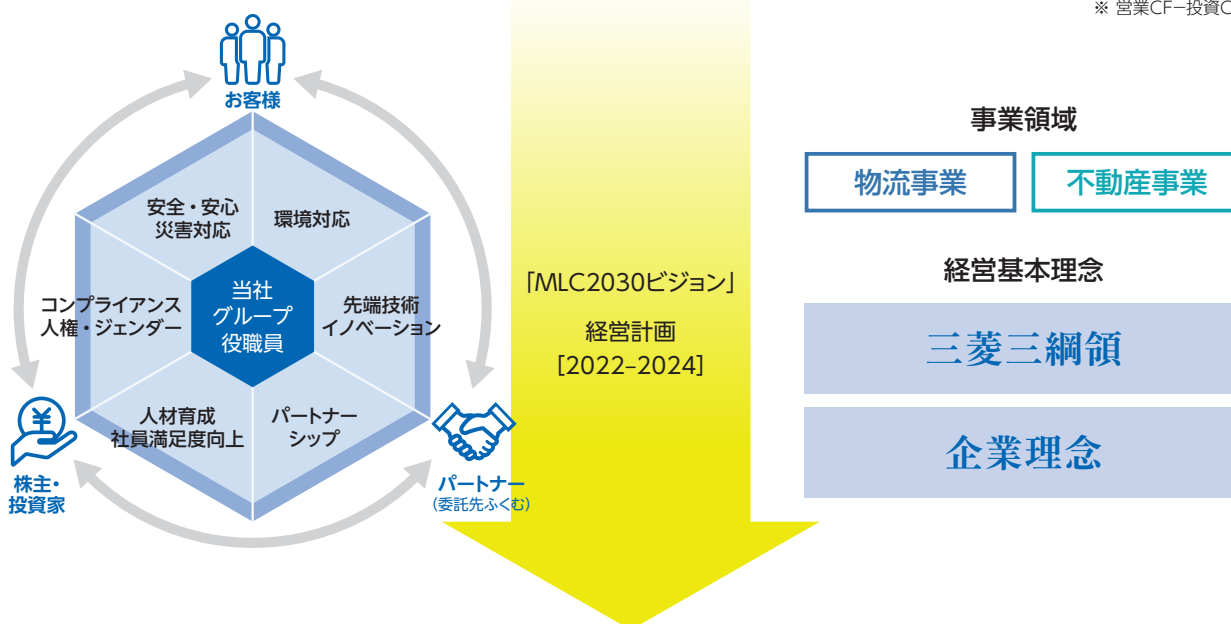 ※ 営業CF−投資C
お客様
安全・安心
災害対応
環境対応
コンプライアンス
人権・ジェンダー
当社
グループ
役職員
先端技術
イノベーション
人材育成
社員満足度向上
パートナー
シップ
株主・
投資家
パートナー
（委託先ふくむ）
「MLC2030ビジョン」
経営計画
[2022–2024]
事業領域
物流事業
不動産事業
経営基本理念
三菱三綱領
企業理念